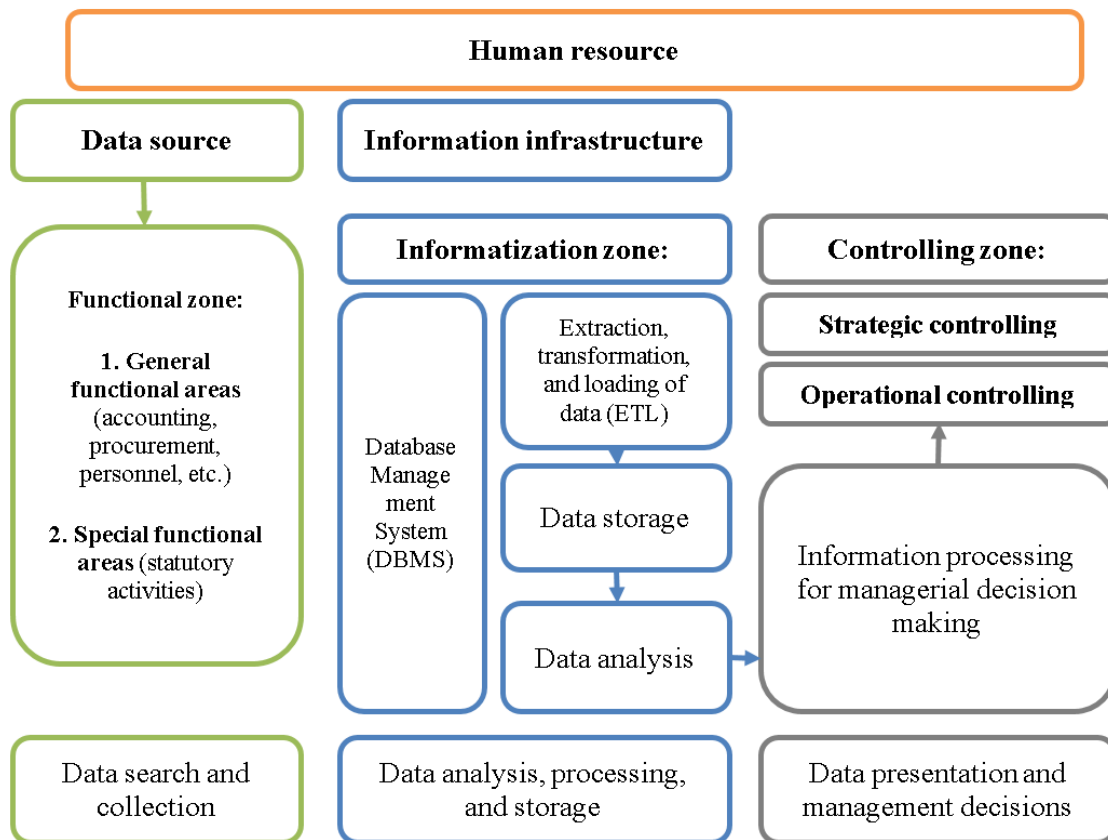 Human resource
Data source
Information infrastructure
Functional zone:
1. General
functional areas
(accounting,
procurement,
personnel, etc.)
2. Special functional
areas (statutory
activities)
Informatization zone:
Database
Manage
ment
System
(DBMS)
Extraction,
transformation,
and loading of
data (ETL)
Data storage
Data analysis
Controlling zone:
Strategic controlling
Operational controlling
Information processing
for managerial decision
making
Data search and
collection
Data analysis, processing,
and storage
Data presentation and
management decisions